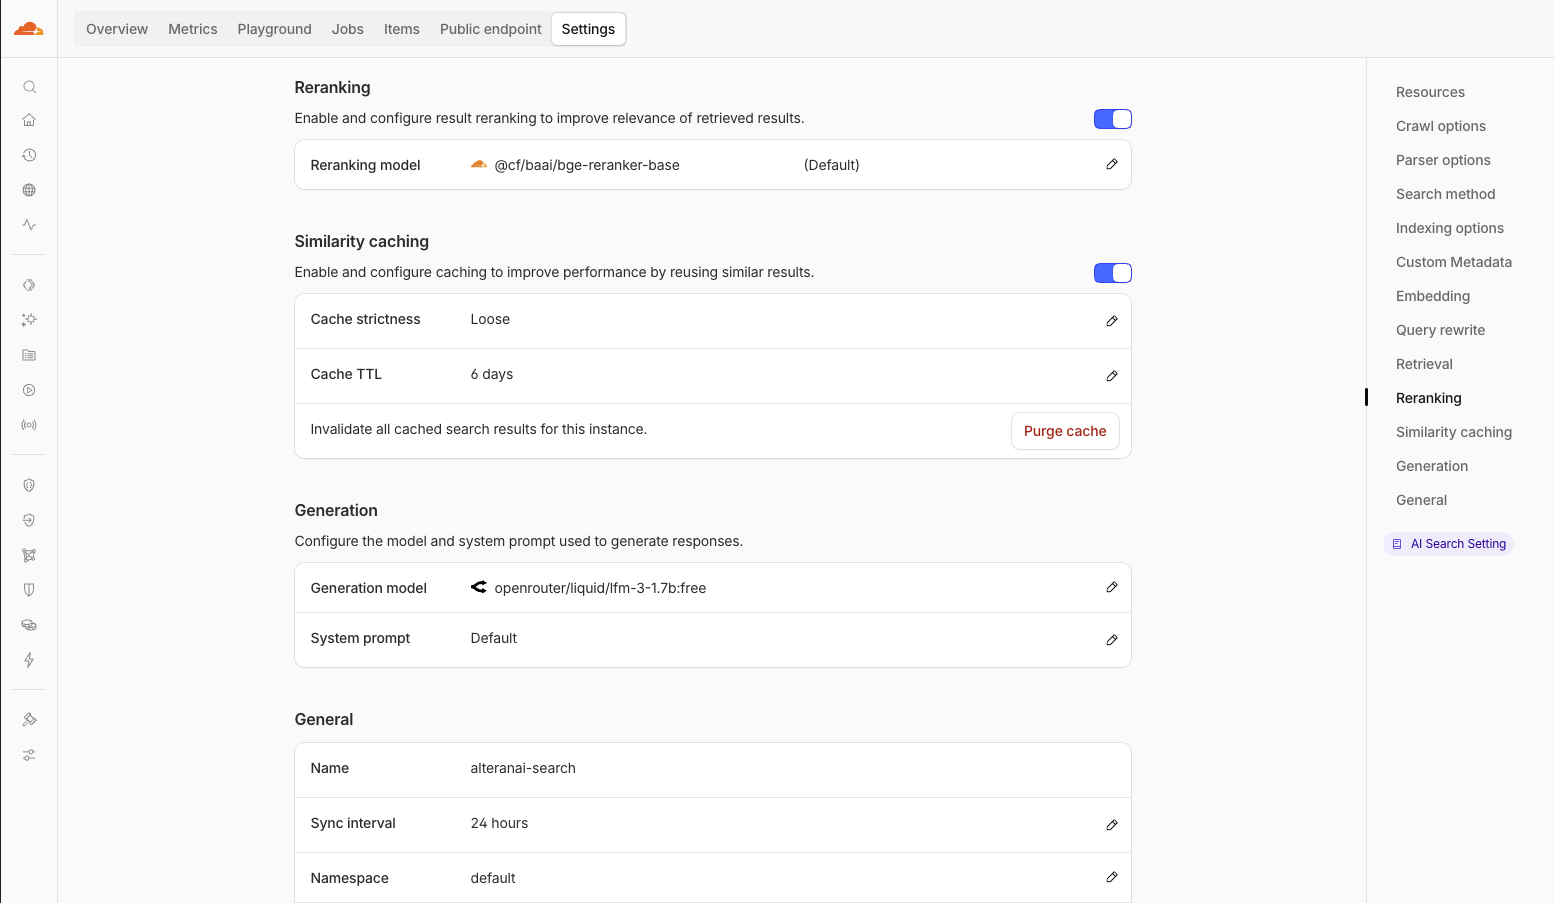 Overview Metrics Playground Jobs Items Public endpoint Settings
Reranking
Enable and configure result reranking to improve relevance of retrieved results.
Reranking model @cf/baai/bge-reranker-base (Default)
Similarity caching
Enable and configure caching to improve performance by reusing similar results.
Cache strictness Loose
Cache TTL 6 days
Invalidate all cached search results for this instance. Purge cache
Generation
Configure the model and system prompt used to generate responses.
Generation model openrouter/liquid/lfm-3-1.7b:free
System prompt Default
General
Name alteranai-search
Sync interval 24 hours
Namespace default
Resources
Crawl options
Parser options
Search method
Indexing options
Custom Metadata
Embedding
Query rewrite
Retrieval
Reranking
Similarity caching
Generation
General
AI Search Setting